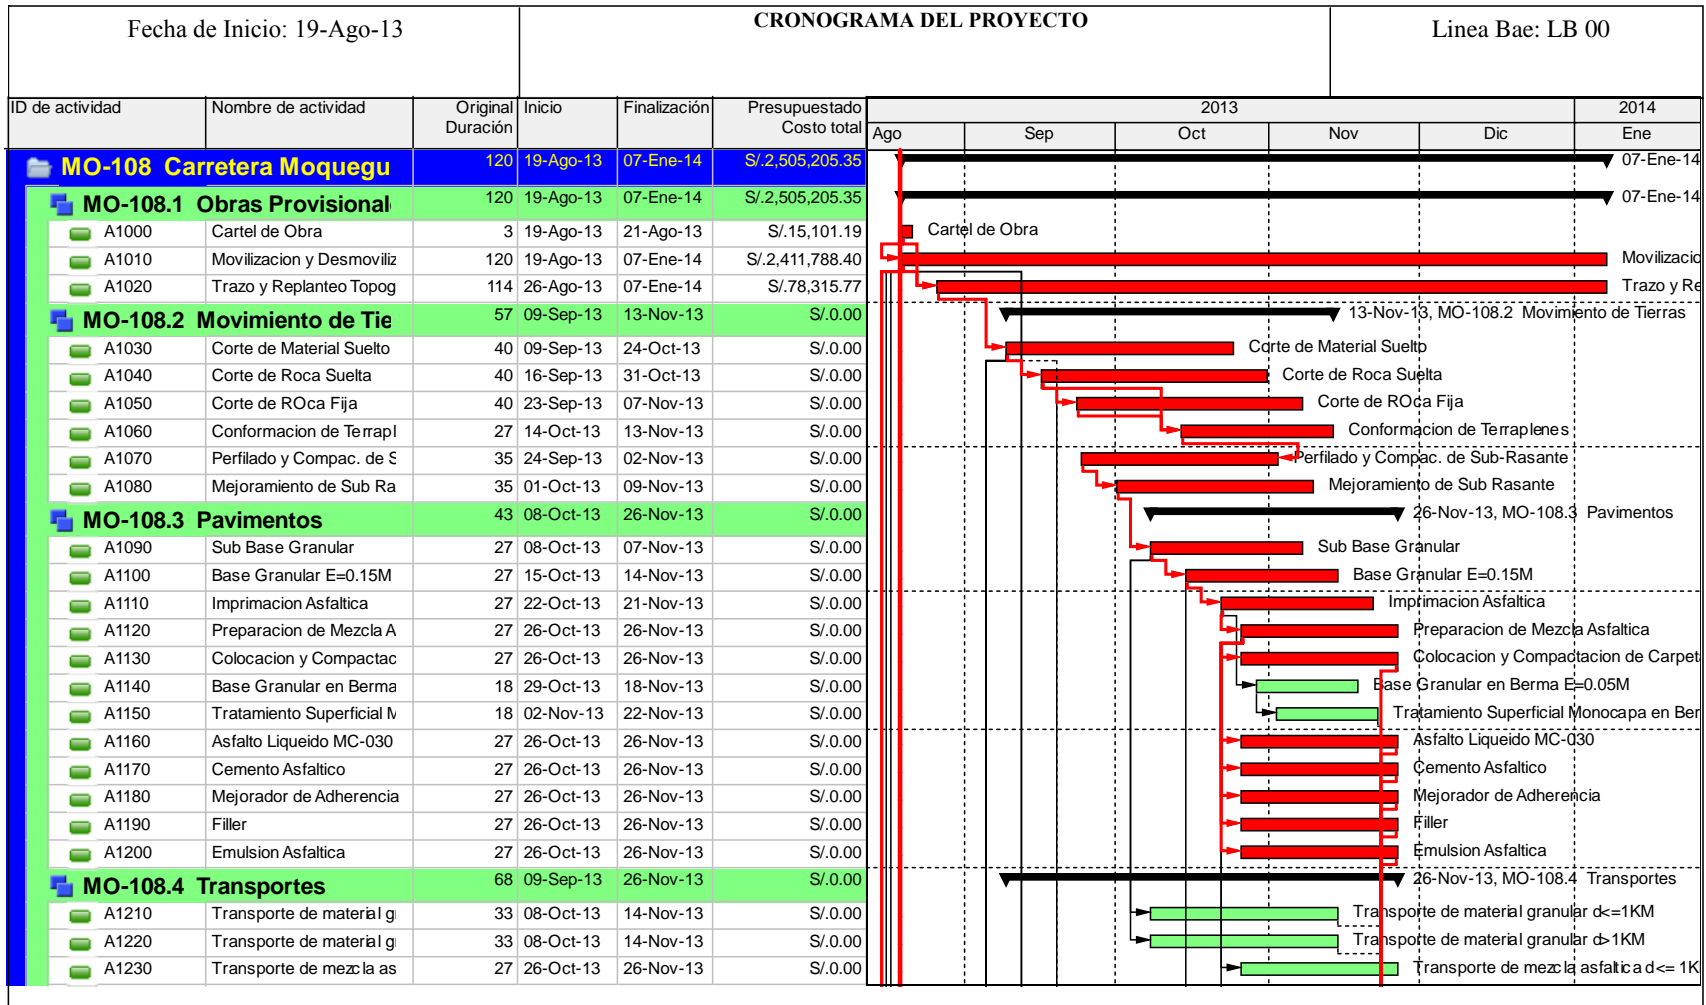 Fecha de Inicio: 19-Ago-13
CRONOGRAMA DEL PROYECTO
Linea Bae: LB 00
ID de actividad Nombre de actividad Original Duración Inicio Finalización Presupuestado Costo total
2013 2014
Ago Sep Oct Nov Dic Ene
MO-108 Carretera Moquegu 120 19-Ago-13 07-Ene-14 S/.2,505,205.35 07-Ene-14
MO-108.1 Obras Provisional 120 19-Ago-13 07-Ene-14 S/.2,505,205.35 07-Ene-14
A1000 Cartel de Obra 3 19-Ago-13 21-Ago-13 S/.15,101.19 Cartel de Obra
A1010 Movilizacion y Desmoviliz 120 19-Ago-13 07-Ene-14 S/.2,411,788.40 Movilizacio
A1020 Trazo y Replanteo Topog 114 26-Ago-13 07-Ene-14 S/.78,315.77 Trazo y Re
MO-108.2 Movimiento de Tie 57 09-Sep-13 13-Nov-13 S/.0.00 13-Nov-13, MO-108.2 Movimiento de Tierras
A1030 Corte de Material Suelto 40 09-Sep-13 24-Oct-13 S/.0.00 Corte de Material Suelto
A1040 Corte de Roca Suelta 40 16-Sep-13 31-Oct-13 S/.0.00 Corte de Roca Suelta
A1050 Corte de ROca Fija 40 23-Sep-13 07-Nov-13 S/.0.00 Corte de ROca Fija
A1060 Conformacion de Terrapl 27 14-Oct-13 13-Nov-13 S/.0.00 Conformacion de Terraplenes
A1070 Perfilado y Compac. de S 35 24-Sep-13 02-Nov-13 S/.0.00 Perfilado y Compac. de Sub-Rasante
A1080 Mejoramiento de Sub Ra 35 01-Oct-13 09-Nov-13 S/.0.00 Mejoramiento de Sub Rasante
MO-108.3 Pavimentos 43 08-Oct-13 26-Nov-13 S/.0.00 26-Nov-13, MO-108.3 Pavimentos
A1090 Sub Base Granular 27 08-Oct-13 07-Nov-13 S/.0.00 Sub Base Granular
A1100 Base Granular E=0.15M 27 15-Oct-13 14-Nov-13 S/.0.00 Base Granular E=0.15M
A1110 Imprimacion Asfaltica 27 22-Oct-13 21-Nov-13 S/.0.00 Imprimacion Asfaltica
A1120 Preparacion de Mezcla A 27 26-Oct-13 26-Nov-13 S/.0.00 Preparacion de Mezcla Asfaltica
A1130 Colocacion y Compactac 27 26-Oct-13 26-Nov-13 S/.0.00 Colocacion y Compactacion de Carpet
A1140 Base Granular en Berma 18 29-Oct-13 18-Nov-13 S/.0.00 Base Granular en Berma E=0.05M
A1150 Tratamiento Superficial M 18 02-Nov-13 22-Nov-13 S/.0.00 Tratamiento Superficial Monocapa en Ber
A1160 Asfalto Liqueido MC-030 27 26-Oct-13 26-Nov-13 S/.0.00 Asfalto Liqueido MC-030
A1170 Cemento Asfaltico 27 26-Oct-13 26-Nov-13 S/.0.00 Cemento Asfaltico
A1180 Mejorador de Adherencia 27 26-Oct-13 26-Nov-13 S/.0.00 Mejorador de Adherencia
A1190 Filler 27 26-Oct-13 26-Nov-13 S/.0.00 Filler
A1200 Emulsion Asfaltica 27 26-Oct-13 26-Nov-13 S/.0.00 Emulsion Asfaltica
MO-108.4 Transportes 68 09-Sep-13 26-Nov-13 S/.0.00 26-Nov-13, MO-108.4 Transportes
A1210 Transporte de material g 33 08-Oct-13 14-Nov-13 S/.0.00 Transporte de material granular d<=1KM
A1220 Transporte de material g 33 08-Oct-13 14-Nov-13 S/.0.00 Transporte de material granular d>1KM
A1230 Transporte de mezcla as 27 26-Oct-13 26-Nov-13 S/.0.00 Transporte de mezcla asfaltica d<= 1K